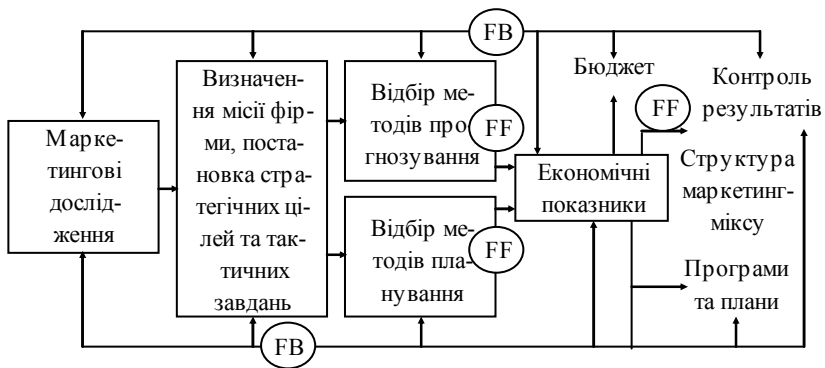 FB
Марке-
тингові
дослід-
ження
Визначен-
ня місії фір-
ми, поста-
новка стра-
тегічних ці-
лей та так-
тичних
завдань
Відбір ме-
тодів про-
гнозування
FF
Відбір ме-
тодів пла-
нування
FF
Економічні
показники
Бюджет
FF
Контроль
результатів
Структура
маркетинг-
міксу
Програми
та плани
FB